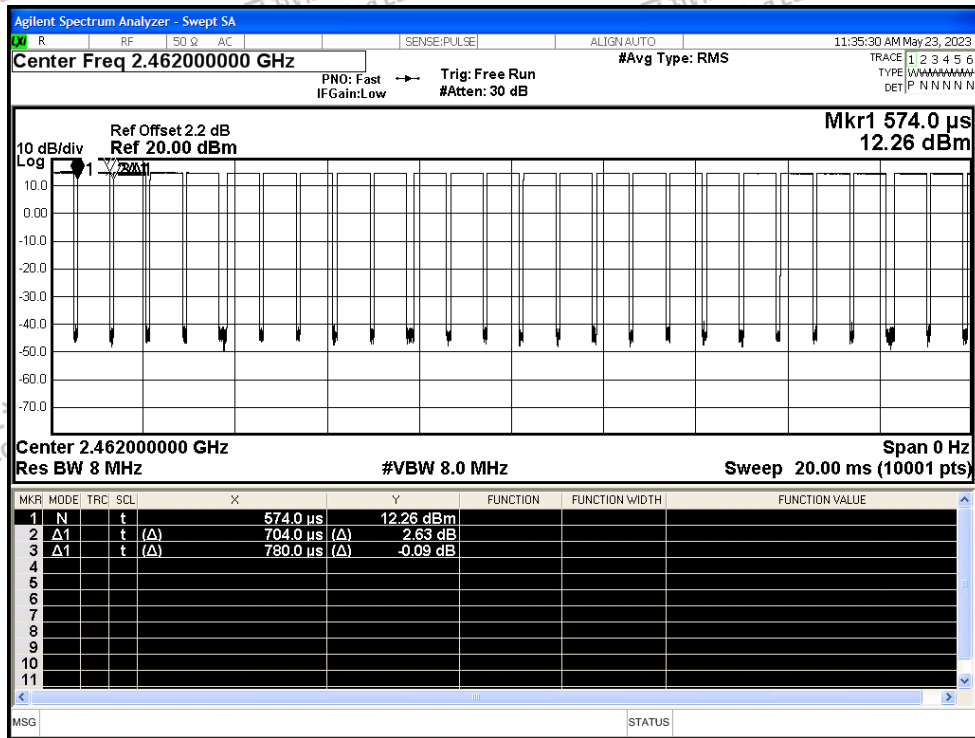 Agilent Spectrum Analyzer - Swept SA
LXI R RF 50 Ω AC SENSE:PULSE ALIGN AUTO 11:35:30 AM May 23, 2023
Center Freq 2.462000000 GHz
#Avg Type: RMS
TRACE 1 2 3 4 5 6
PNO: Fast Trig: Free Run
TYPE
IFGain:Low #Atten: 30 dB
DET P N N N N N
Mkr1 574.0 µs
12.26 dBm
Ref Offset 2.2 dB
10 dB/div Ref 20.00 dBm
Log
10.0
0.00
-10.0
-20.0
-30.0
-40.0
-50.0
-60.0
-70.0
1
Center 2.462000000 GHz Span 0 Hz
Res BW 8 MHz #VBW 8.0 MHz Sweep 20.00 ms (10001 pts)
MKR MODE TRC SCL X Y FUNCTION FUNCTION WIDTH FUNCTION VALUE
1 N t 574.0 µs 12.26 dBm
2 Δ1 t (Δ) 704.0 µs (Δ) 2.63 dB
3 Δ1 t (Δ) 780.0 µs (Δ) -0.09 dB
4
5
6
7
8
9
10
11
MSG STATUS